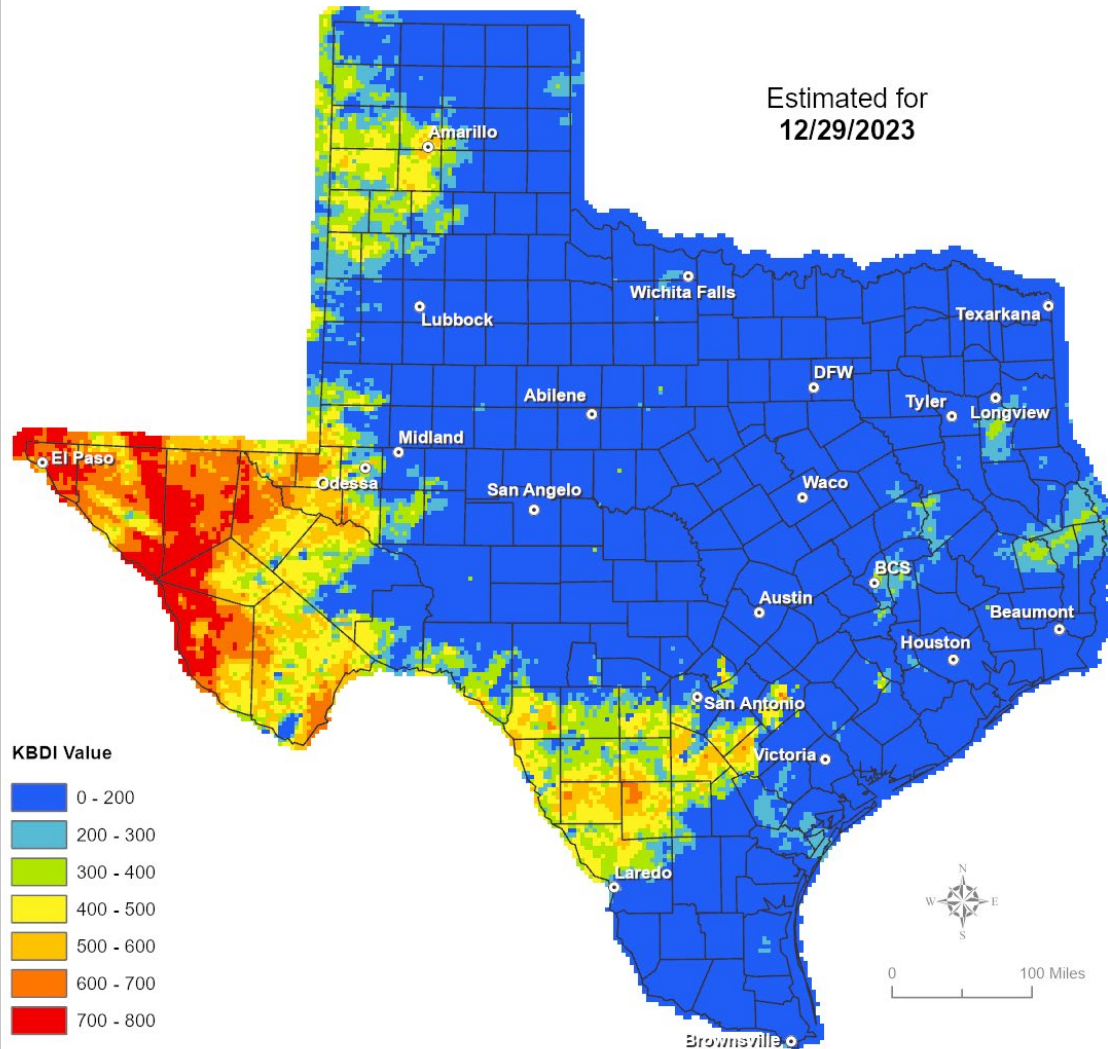 Estimated for
12/29/2023
Amarillo
Wichita Falls
Lubbock
Texarkana
DFW
Abilene
Tyler
Longview
Midland
El Paso
Odessa
San Angelo
Waco
BCS
Austin
Beaumont
Houston
San Antonio
Victoria
KBDI Value
0 - 200
200 - 300
300 - 400
400 - 500
500 - 600
600 - 700
700 - 800
Laredo
N
W E
S
0 100 Miles
Brownsville